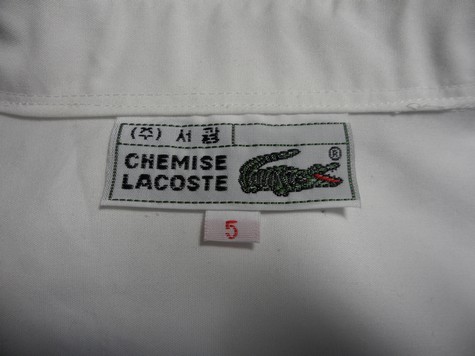 (주) 서 광
CHEMISE
LACOSTE ®
5